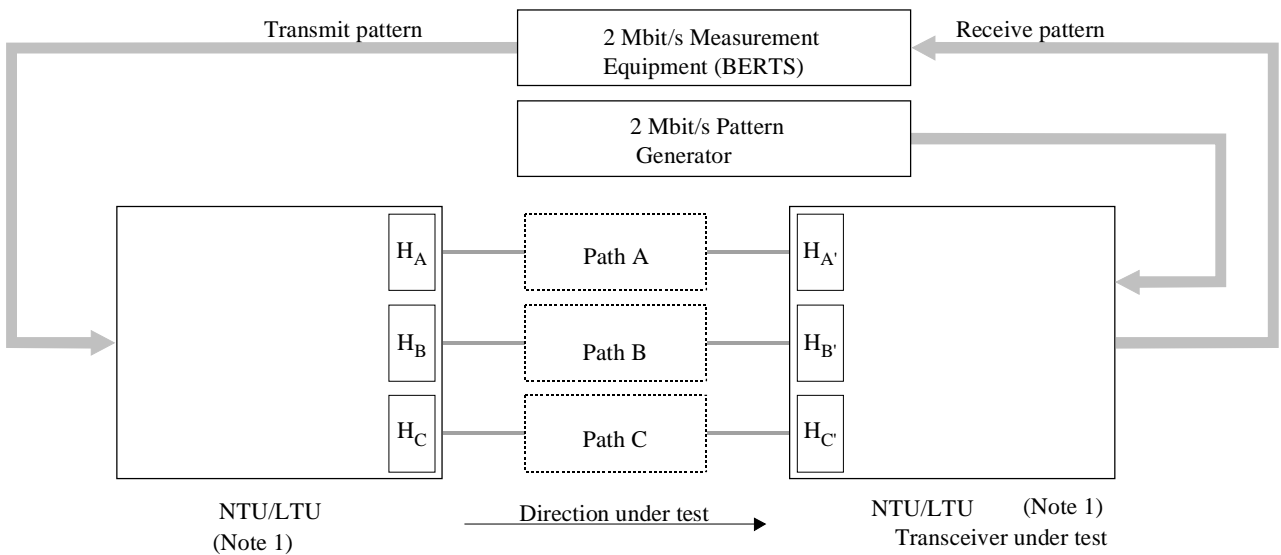 Transmit pattern
2 Mbit/s Measurement
Equipment (BERTS)
Receive pattern
2 Mbit/s Pattern
Generator
HA
Path A
HA'
HB
Path B
HB'
HC
Path C
HC'
NTU/LTU
(Note 1)
Direction under test
NTU/LTU (Note 1)
Transceiver under test